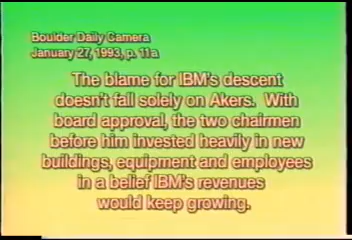 Boulder Daily Camera
January 27, 1993, p. 11a
The blame for IBM's descent
doesn't fall solely on Akers. With
board approval, the two chairmen
before him invested heavily in new
buildings, equipment and employees
in a belief IBM's revenues
would keep growing.